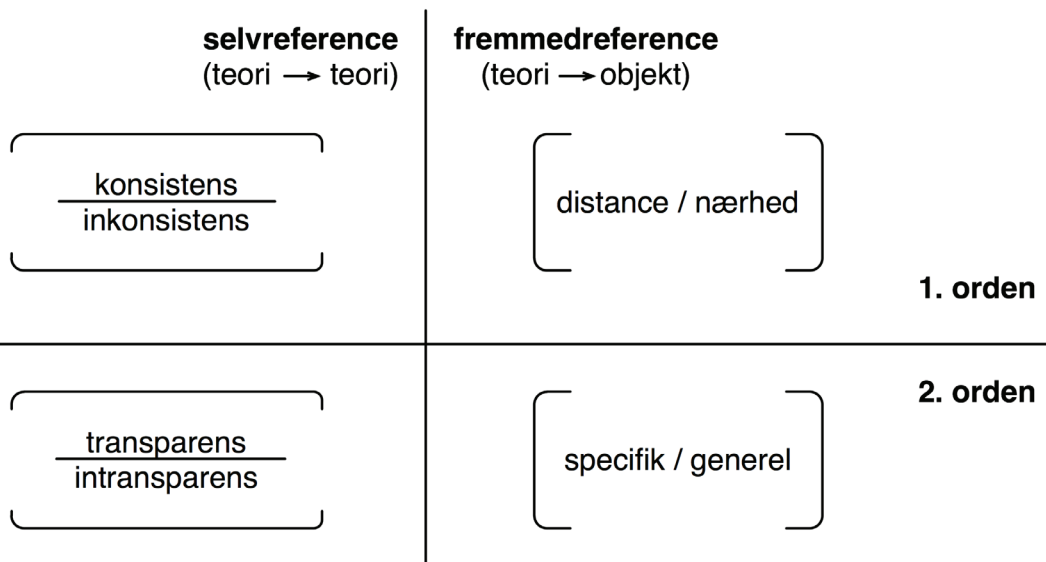 selvreference
(teori → teori)
fremmedreference
(teori → objekt)
konsistens
inkonsistens
distance / nærhed
1. orden
2. orden
transparens
intransparens
specifik / generel